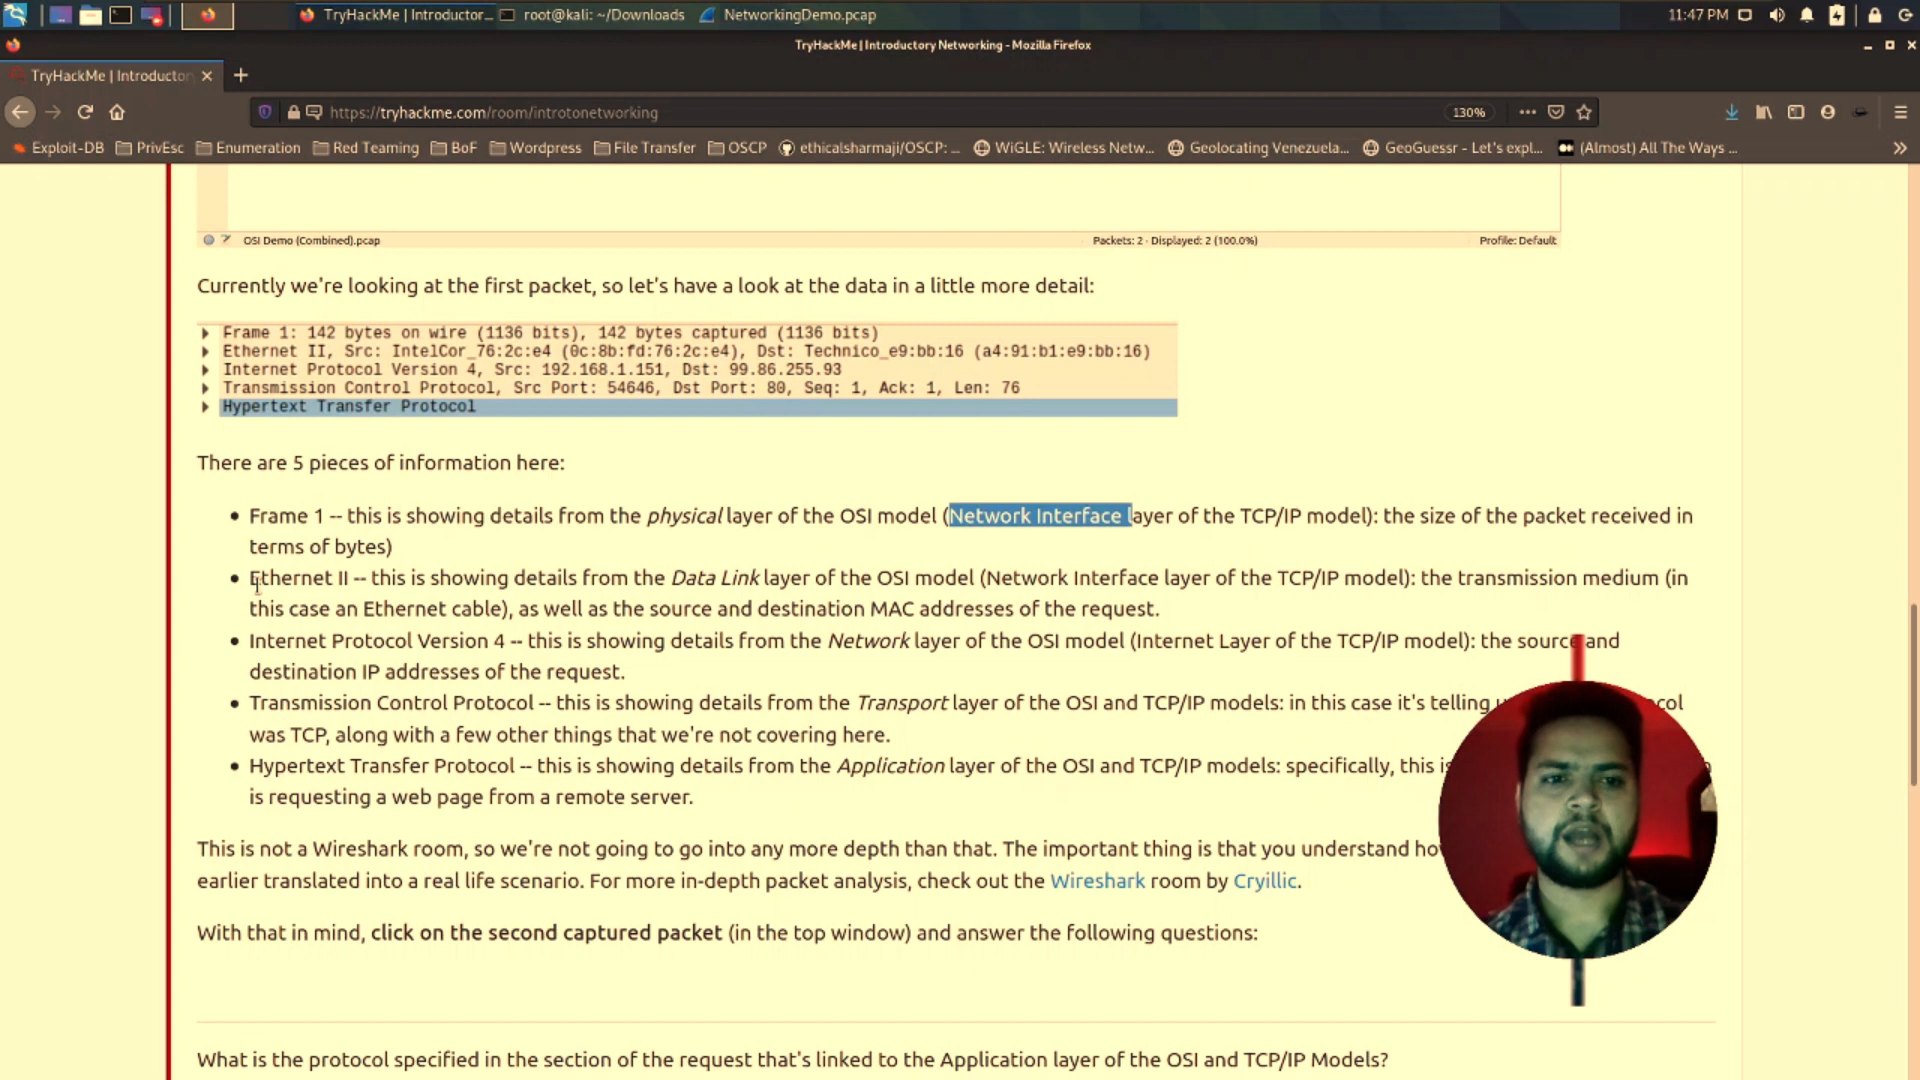 TryHackMe | Introductor... root@kali: ~/Downloads NetworkingDemo.pcap 11:47 PM
TryHackMe | Introductory Networking - Mozilla Firefox
TryHackMe | Introductor
https://tryhackme.com/room/introtonetworking 130%
Exploit-DB PrivEsc Enumeration Red Teaming BoF Wordpress File Transfer OSCP ethicalsharmaji/OSCP: ... WiGLE: Wireless Netw... Geolocating Venezuela... GeoGuessr - Let's expl... (Almost) All The Ways ...
OSI Demo (Combined).pcap Packets: 2 · Displayed: 2 (100.0%) Profile: Default
Currently we're looking at the first packet, so let's have a look at the data in a little more detail:
Frame 1: 142 bytes on wire (1136 bits), 142 bytes captured (1136 bits)
Ethernet II, Src: IntelCor_76:2c:e4 (0c:8b:fd:76:2c:e4), Dst: Technico_e9:bb:16 (a4:91:b1:e9:bb:16)
Internet Protocol Version 4, Src: 192.168.1.151, Dst: 99.86.255.93
Transmission Control Protocol, Src Port: 54646, Dst Port: 80, Seq: 1, Ack: 1, Len: 76
Hypertext Transfer Protocol
There are 5 pieces of information here:
• Frame 1 -- this is showing details from the physical layer of the OSI model (Network Interface layer of the TCP/IP model): the size of the packet received in
terms of bytes)
• Ethernet II -- this is showing details from the Data Link layer of the OSI model (Network Interface layer of the TCP/IP model): the transmission medium (in
this case an Ethernet cable), as well as the source and destination MAC addresses of the request.
• Internet Protocol Version 4 -- this is showing details from the Network layer of the OSI model (Internet Layer of the TCP/IP model): the source and
destination IP addresses of the request.
• Transmission Control Protocol -- this is showing details from the Transport layer of the OSI and TCP/IP models: in this case it's telling
was TCP, along with a few other things that we're not covering here.
• Hypertext Transfer Protocol -- this is showing details from the Application layer of the OSI and TCP/IP models: specifically, this is
is requesting a web page from a remote server.
This is not a Wireshark room, so we're not going to go into any more depth than that. The important thing is that you understand
earlier translated into a real life scenario. For more in-depth packet analysis, check out the Wireshark room by Cryillic.
With that in mind, click on the second captured packet (in the top window) and answer the following questions:
What is the protocol specified in the section of the request that's linked to the Application layer of the OSI and TCP/IP Models?